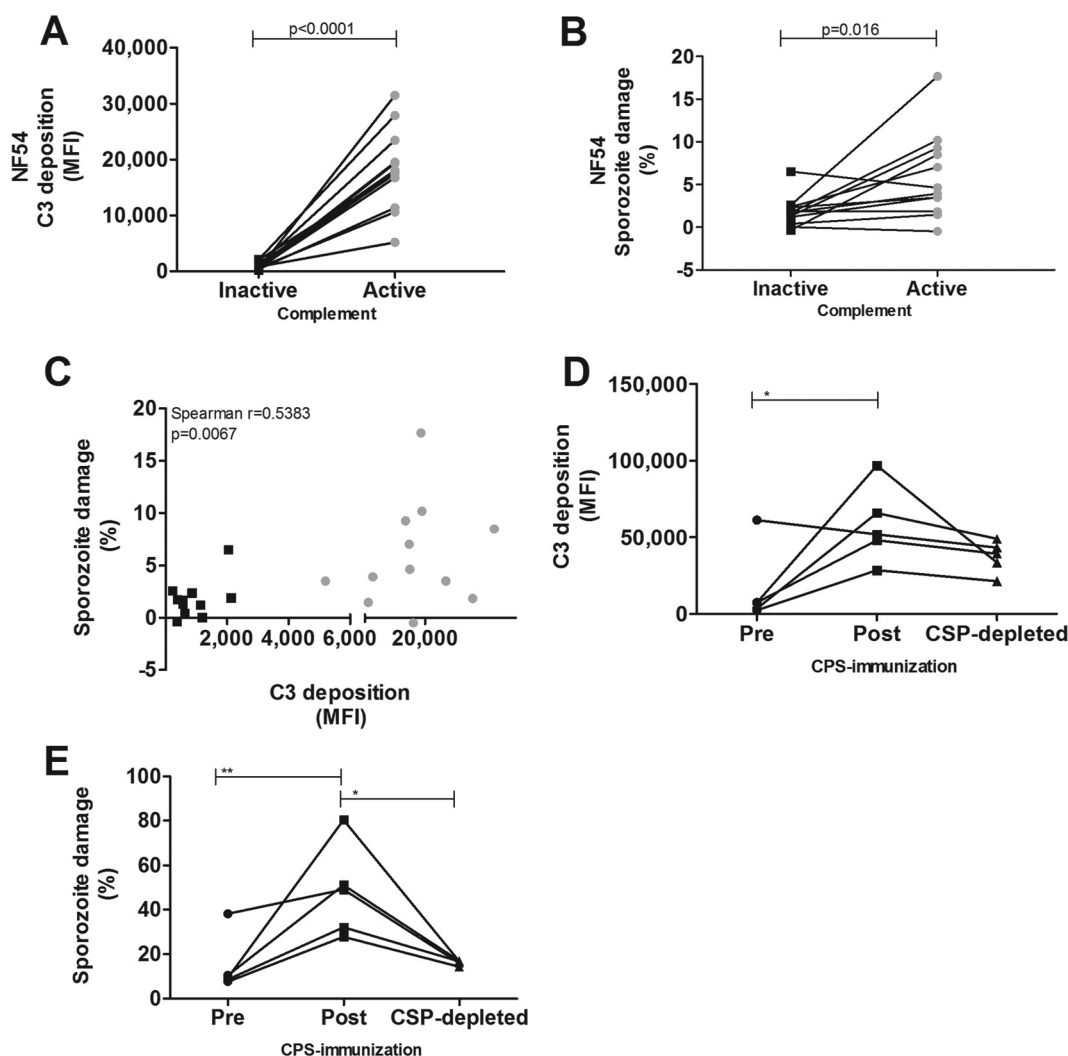 A
p<0.0001
NF54
C3 deposition
(MFI)
40,000
30,000
20,000
10,000
0
Inactive
Active
Complement
B
p=0.016
NF54
Sporozoite damage
(%)
20
15
10
5
0
-5
Inactive
Active
Complement
C
Spearman r=0.5383
p=0.0067
Sporozoite damage
(%)
20
15
10
5
0
-5
2,000
4,000
6,000
20,000
C3 deposition
(MFI)
D
*
C3 deposition
(MFI)
150,000
100,000
50,000
0
Pre
Post
CSP-depleted
CPS-immunization
E
**
*
Sporozoite damage
(%)
100
80
60
40
20
0
Pre
Post
CSP-depleted
CPS-immunization